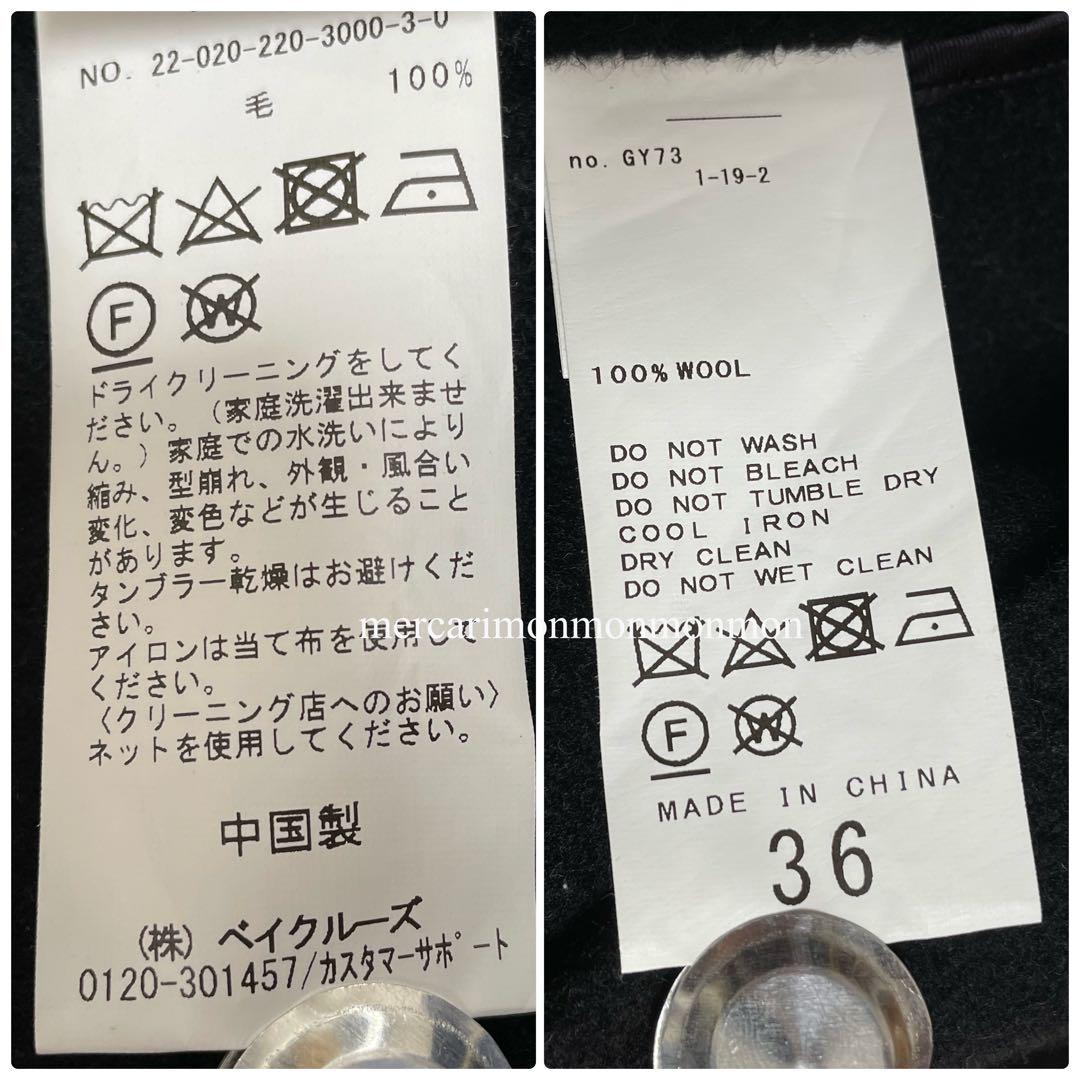 NO. 22-020-220-3000-3-0
毛 100%
F W
ドライクリーニングをしてく
ださい。（家庭洗濯出来ませ
ん。）家庭での水洗いにより
縮み、型崩れ、外観・風合い
変化、変色などが生じること
があります。
タンブラー乾燥はお避けくだ
さい。
アイロンは当て布を使用して
ください。
〈クリーニング店へのお願い〉
ネットを使用してください。
中国製
(株) ベイクルーズ
0120-301457/カスタマーサポート
no. GY73
1-19-2
100% WOOL
DO NOT WASH
DO NOT BLEACH
DO NOT TUMBLE DRY
COOL IRON
DRY CLEAN
DO NOT WET CLEAN
F W
MADE IN CHINA
36
mercarimonmonmonmon